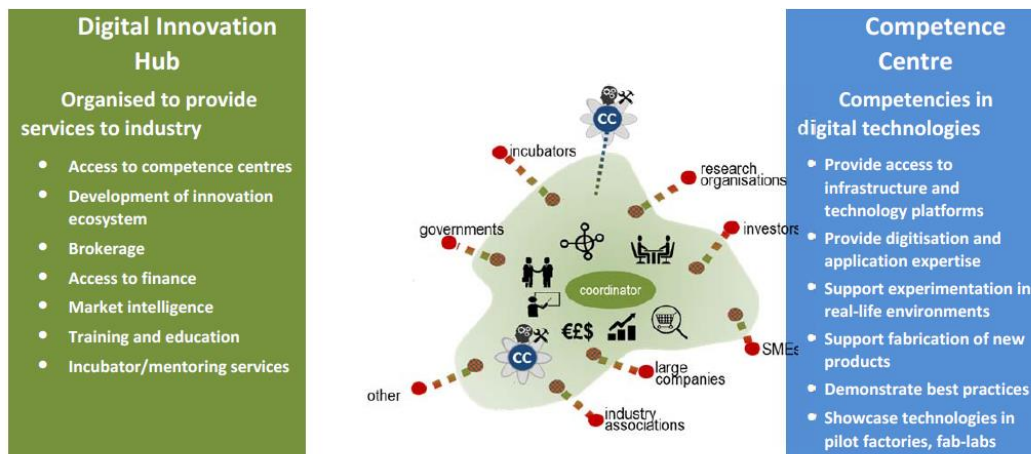 Digital Innovation
Hub
Organised to provide
services to industry
• Access to competence centres
• Development of innovation
ecosystem
• Brokerage
• Access to finance
• Market intelligence
• Training and education
• Incubator/mentoring services
CC
incubators
research
organisations
governments
investors
coordinator
€£$
CC
SMEs
large
companies
other
industry
associations
Competence
Centre
Competencies in
digital technologies
• Provide access to
infrastructure and
technology platforms
• Provide digitisation and
application expertise
• Support experimentation in
real-life environments
• Support fabrication of new
products
• Demonstrate best practices
• Showcase technologies in
pilot factories, fab-labs